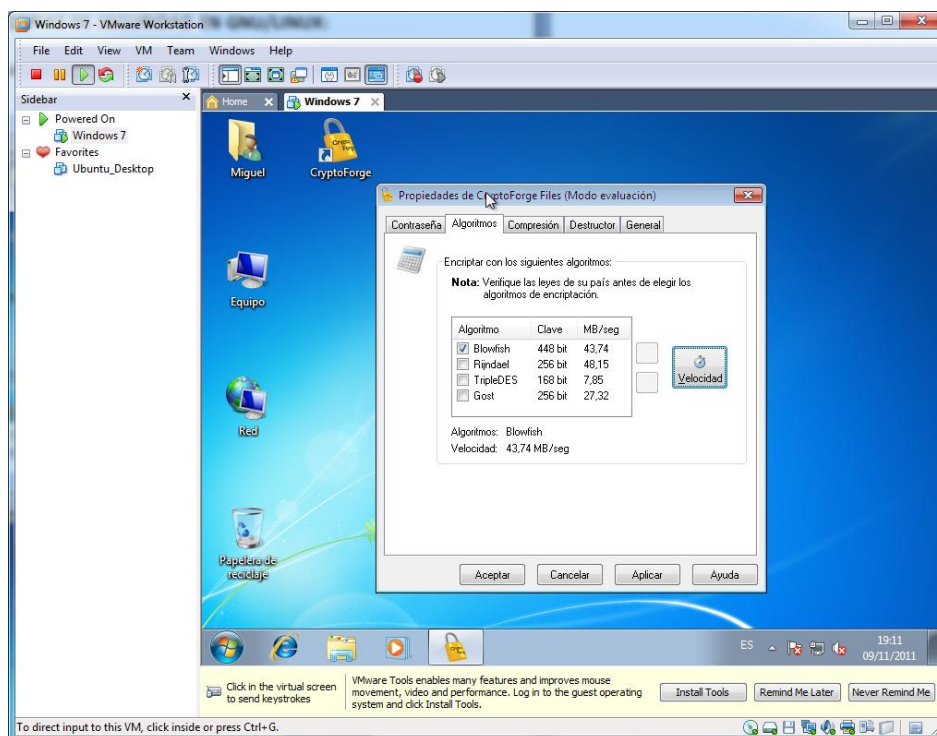 N GNU/LINUX:
Windows 7 - VMware Workstation
File Edit View VM Team Windows Help
Sidebar
Powered On
Windows 7
Favorites
Ubuntu_Desktop
Home
Windows 7
Miguel
CryptoForge
Equipo
Red
Papelera de
reciclaje
Propiedades de CryptoForge Files (Modo evaluación)
Contraseña Algoritmos Compresión Destructor General
Encriptar con los siguientes algoritmos:
Nota: Verifique las leyes de su país antes de elegir los
algoritmos de encriptación.
Algoritmo Clave MB/seg
Blowfish 448 bit 43,74
Rijndael 256 bit 48,15
TripleDES 168 bit 7,85
Gost 256 bit 27,32
Velocidad
Algoritmos: Blowfish
Velocidad: 43,74 MB/seg
Aceptar Cancelar Aplicar Ayuda
ES
19:11
09/11/2011
Click in the virtual screen
to send keystrokes
VMware Tools enables many features and improves mouse
movement, video and performance. Log in to the guest operating
system and click Install Tools.
Install Tools Remind Me Later Never Remind Me
To direct input to this VM, click inside or press Ctrl+G.